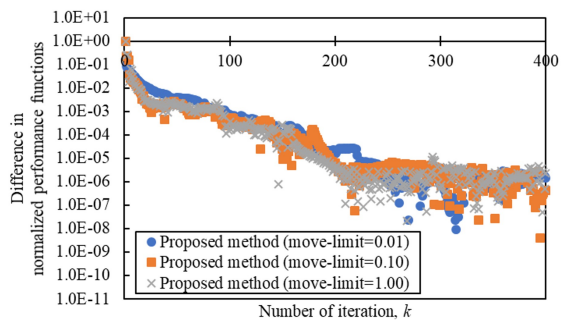 1.0E+01
1.0E+00
0 100 200 300 400
1.0E-01
1.0E-02
1.0E-03
1.0E-04
1.0E-05
1.0E-06
1.0E-07
1.0E-08
1.0E-09
1.0E-10
1.0E-11
Difference in
normalized performance functions
Proposed method (move-limit=0.01)
Proposed method (move-limit=0.10)
Proposed method (move-limit=1.00)
Number of iteration, k